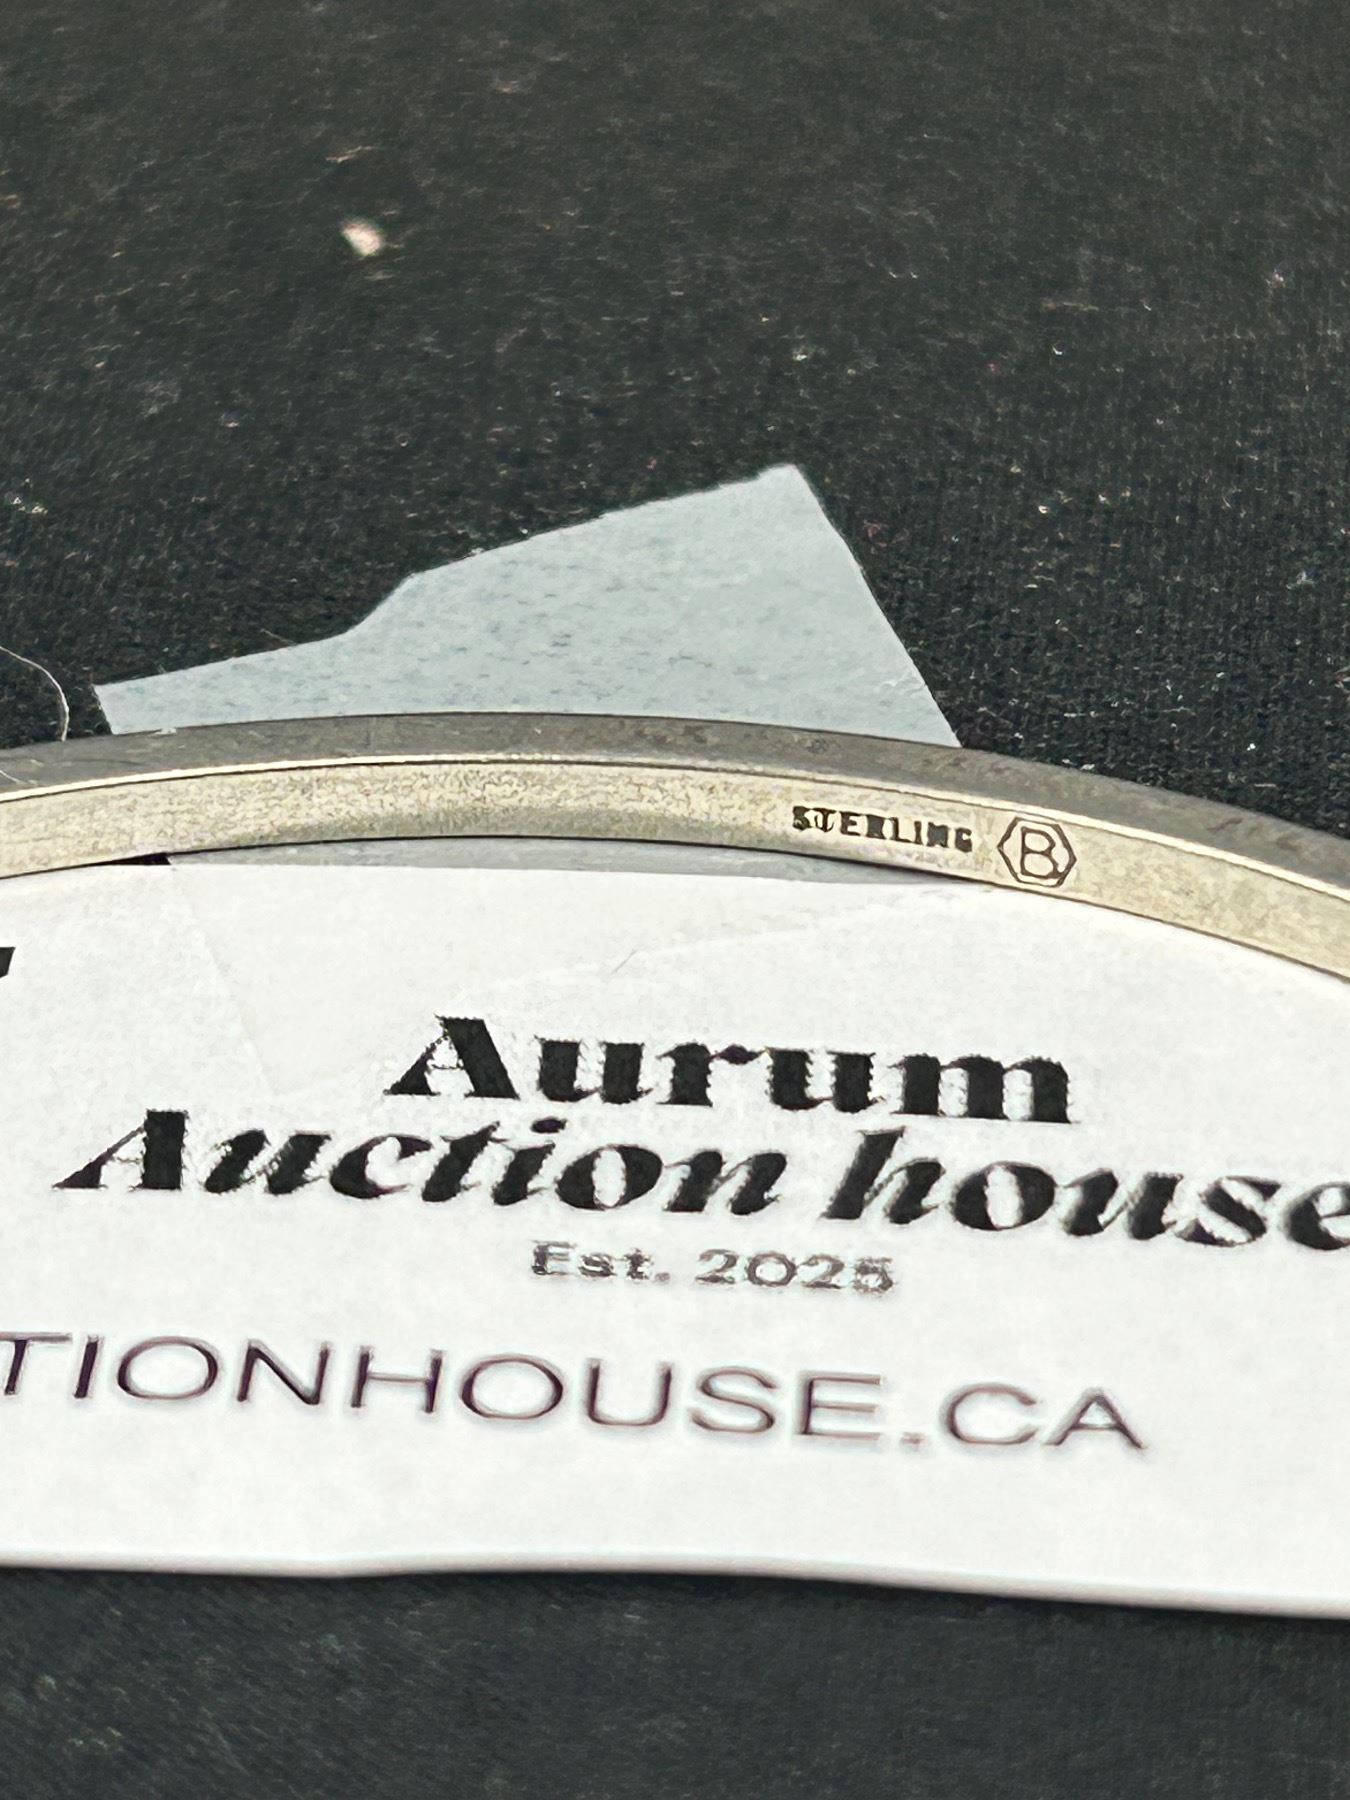 STERLING B
Aurum
Auction house
Est. 2025
TIONHOUSE.CA